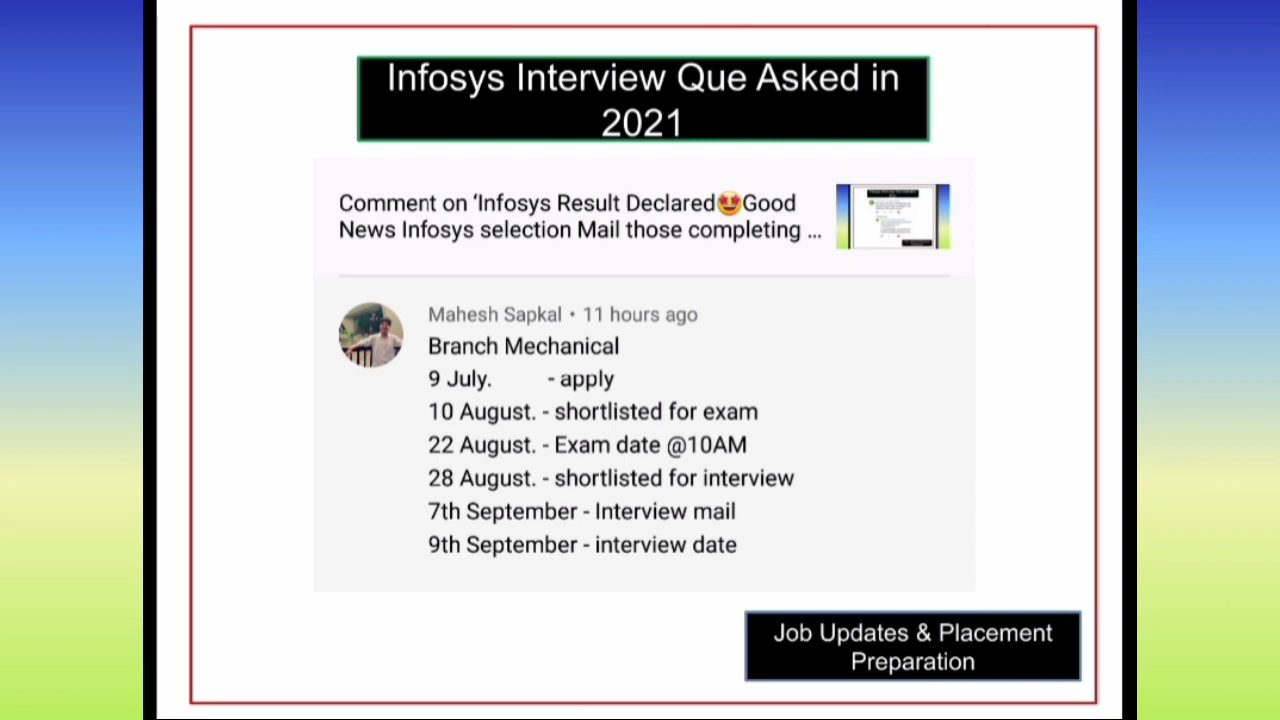 Infosys Interview Que Asked in
2021
Comment on ‘Infosys Result Declared🤩Good
News Infosys selection Mail those completing ...
Mahesh Sapkal • 11 hours ago
Branch Mechanical
9 July. - apply
10 August. - shortlisted for exam
22 August. - Exam date @10AM
28 August. - shortlisted for interview
7th September - Interview mail
9th September - interview date
Job Updates & Placement
Preparation